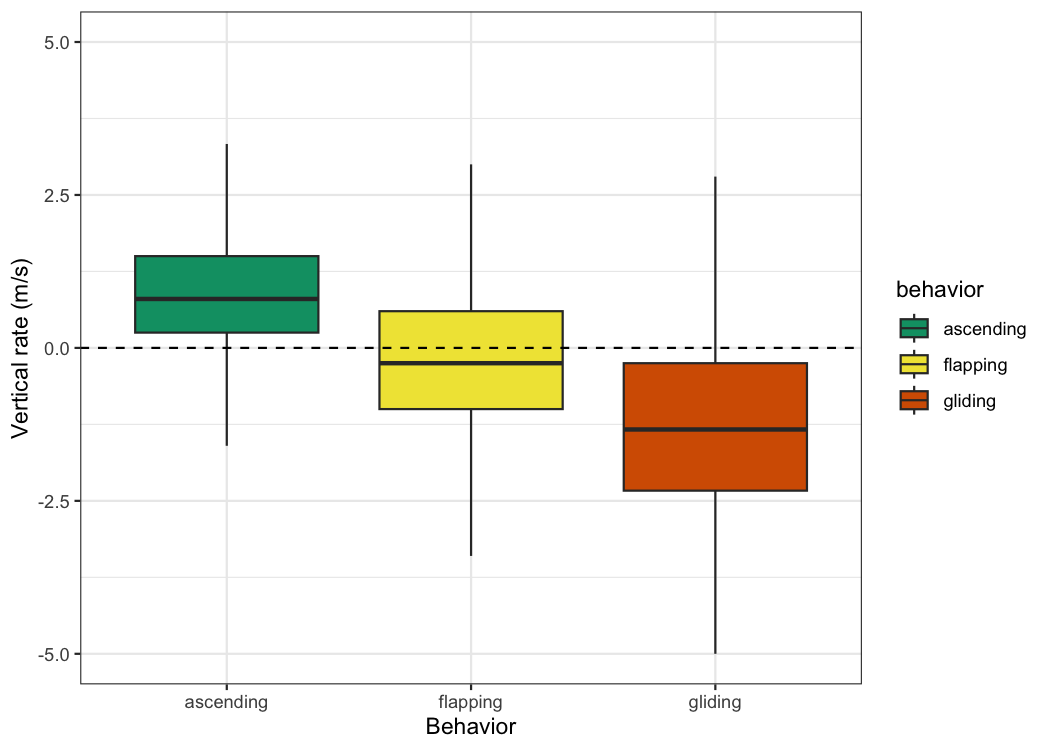 5.0
2.5
0.0
-2.5
-5.0
Vertical rate (m/s)
ascending
flapping
gliding
Behavior
behavior
ascending
flapping
gliding